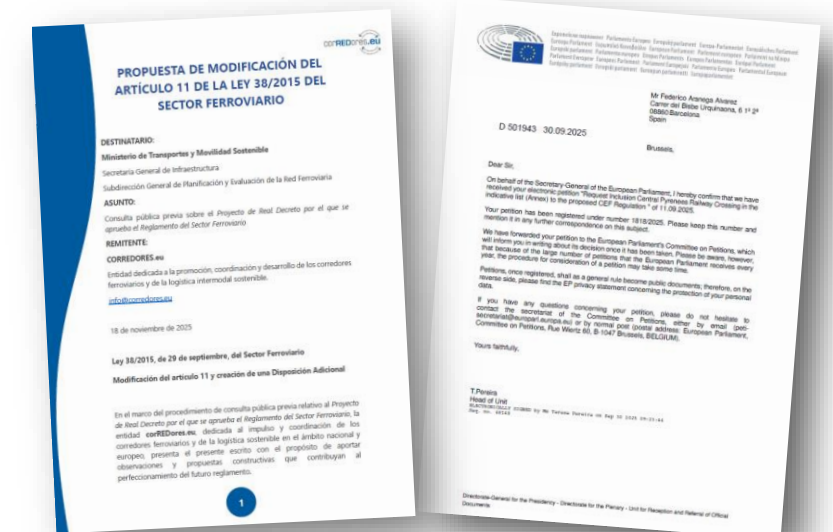 corREDores.eu
PROPUESTA DE MODIFICACIÓN DEL
ARTÍCULO 11 DE LA LEY 38/2015 DEL
SECTOR FERROVIARIO
DESTINATARIO:
Ministerio de Transportes y Movilidad Sostenible
Secretaría General de Infraestructura
Subdirección General de Planificación y Evaluación de la Red Ferroviaria
ASUNTO:
Consulta pública previa sobre el Proyecto de Real Decreto por el que se
aprueba el Reglamento del Sector Ferroviario
REMITENTE:
CORREDORES.eu
Entidad dedicada a la promoción, coordinación y desarrollo de los corredores
ferroviarios y de la logística intermodal sostenible.
info@corredores.eu
18 de noviembre de 2025
Ley 38/2015, de 29 de septiembre, del Sector Ferroviario
Modificación del artículo 11 y creación de una Disposición Adicional
En el marco del procedimiento de consulta pública previa relativo al Proyecto
de Real Decreto por el que se aprueba el Reglamento del Sector Ferroviario, la
entidad corREDores.eu, dedicada al impulso y coordinación de los
corredores ferroviarios y de la logística sostenible en el ámbito nacional y
europeo, presenta el presente escrito con el propósito de aportar
observaciones y propuestas constructivas que contribuyan al
perfeccionamiento del futuro reglamento.
1
Mr Federico Aranega Alvarez
Carrer del Bisbe Urquinaona, 6 1º 2ª
08860 Barcelona
Spain
D 501943 30.09.2025
Brussels,
Dear Sir,
On behalf of the Secretary-General of the European Parliament, I hereby confirm that we have
received your electronic petition "Request Inclusion Central Pyrenees Railway Crossing in the
indicative list (Annex) to the proposed CEF Regulation " of 11.09.2025.
Your petition has been registered under number 1818/2025. Please keep this number and
mention it in any further correspondence on this subject.
We have forwarded your petition to the European Parliament's Committee on Petitions, which
will inform you in writing about its decision once it has been taken. Please be aware, however,
that because of the large number of petitions that the European Parliament receives every
year, the procedure for consideration of a petition may take some time.
Petitions, once registered, shall as a general rule become public documents; therefore, on the
reverse side, please find the EP privacy statement concerning the protection of your personal
data.
If you have any questions concerning your petition, please do not hesitate to
contact the secretariat of the Committee on Petitions, either by email (peti-
secretariat@europarl.europa.eu) or by normal post (postal address: European Parliament,
Committee on Petitions, Rue Wiertz 60, B-1047 Brussels, BELGIUM).
Yours faithfully,
T.Pereira
Head of Unit
ELECTRONICALLY SIGNED by Ms Teresa Pereira on Sep 30 2025
Directorate-General for the Presidency - Directorate for the Plenary - Unit for Reception and Referral of Official
Documents